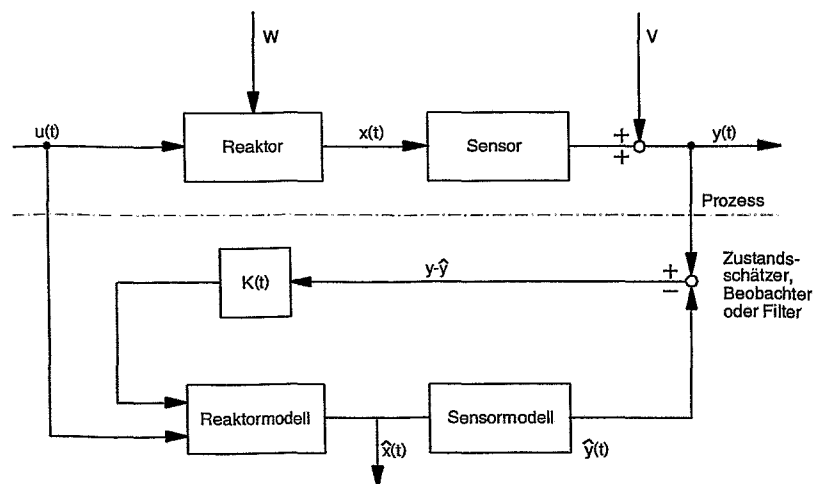 W
V
u(t)
Reaktor
x(t)
Sensor
+
+
y(t)
Prozess
K(t)
y-ŷ
+
−
Zustands-
schätzer,
Beobachter
oder Filter
Reaktormodell
x̂(t)
Sensormodell
ŷ(t)